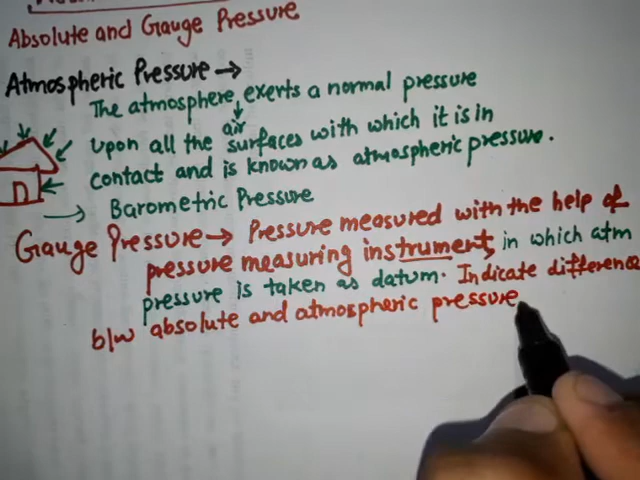 Absolute and Gauge Pressure
Atmospheric Pressure →
The atmosphere exerts a normal pressure
air
upon all the surfaces with which it is in
contact and is known as atmospheric pressure.
→ Barometric Pressure
Gauge Pressure → Pressure measured with the help of
pressure measuring instrument, in which atm
pressure is taken as datum. Indicate difference
b/w absolute and atmospheric pressure